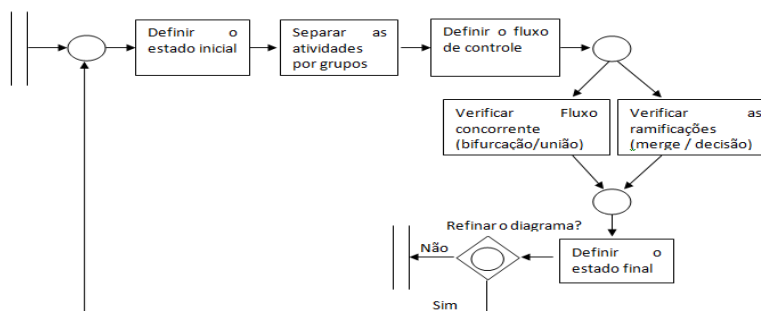 Definir o
estado inicial
Separar as
atividades
por grupos
Definir o fluxo
de controle
Verificar Fluxo
concorrente
(bifurcação/união)
Verificar as
ramificações
(merge / decisão)
Refinar o diagrama?
Não
Definir o
estado final
Sim